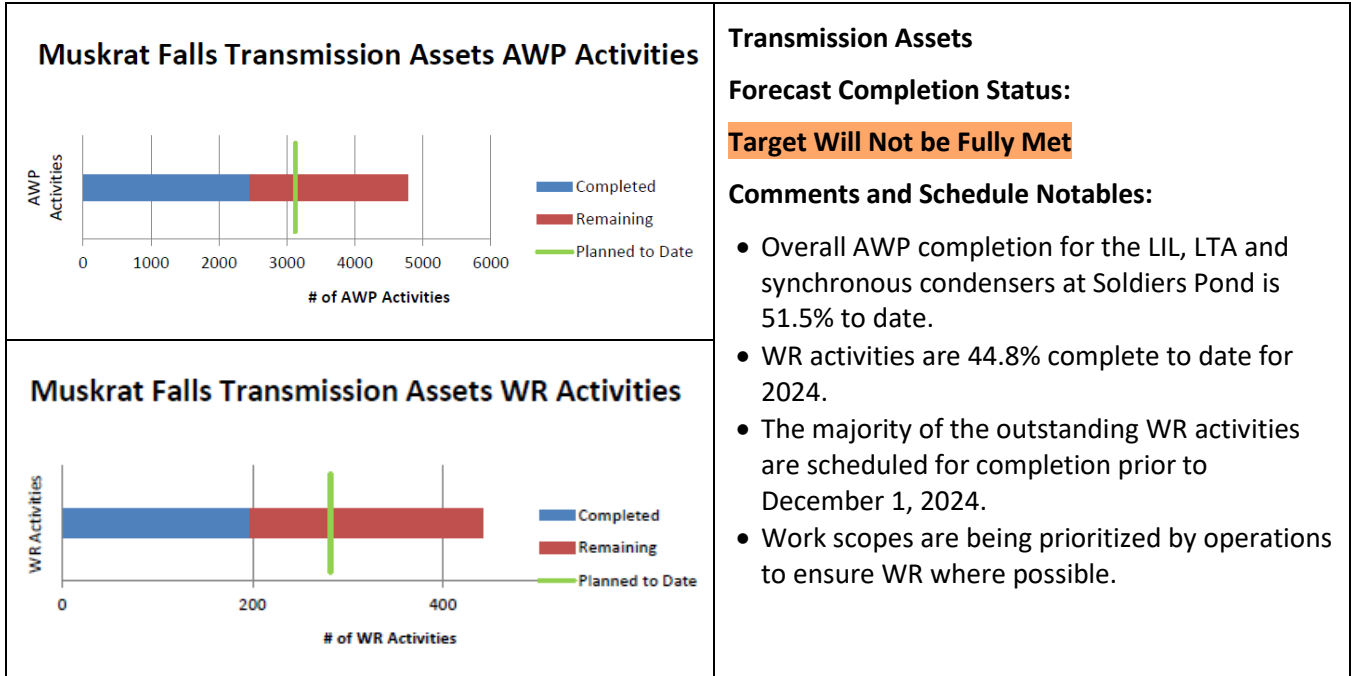 Muskrat Falls Transmission Assets AWP Activities
AWP
Activities
Completed
Remaining
Planned to Date
0 1000 2000 3000 4000 5000 6000
# of AWP Activities
Muskrat Falls Transmission Assets WR Activities
WR Activities
Completed
Remaining
Planned to Date
0 200 400
# of WR Activities
Transmission Assets
Forecast Completion Status:
Target Will Not be Fully Met
Comments and Schedule Notables:
• Overall AWP completion for the LIL, LTA and
synchronous condensers at Soldiers Pond is
51.5% to date.
• WR activities are 44.8% complete to date for
2024.
• The majority of the outstanding WR activities
are scheduled for completion prior to
December 1, 2024.
• Work scopes are being prioritized by operations
to ensure WR where possible.